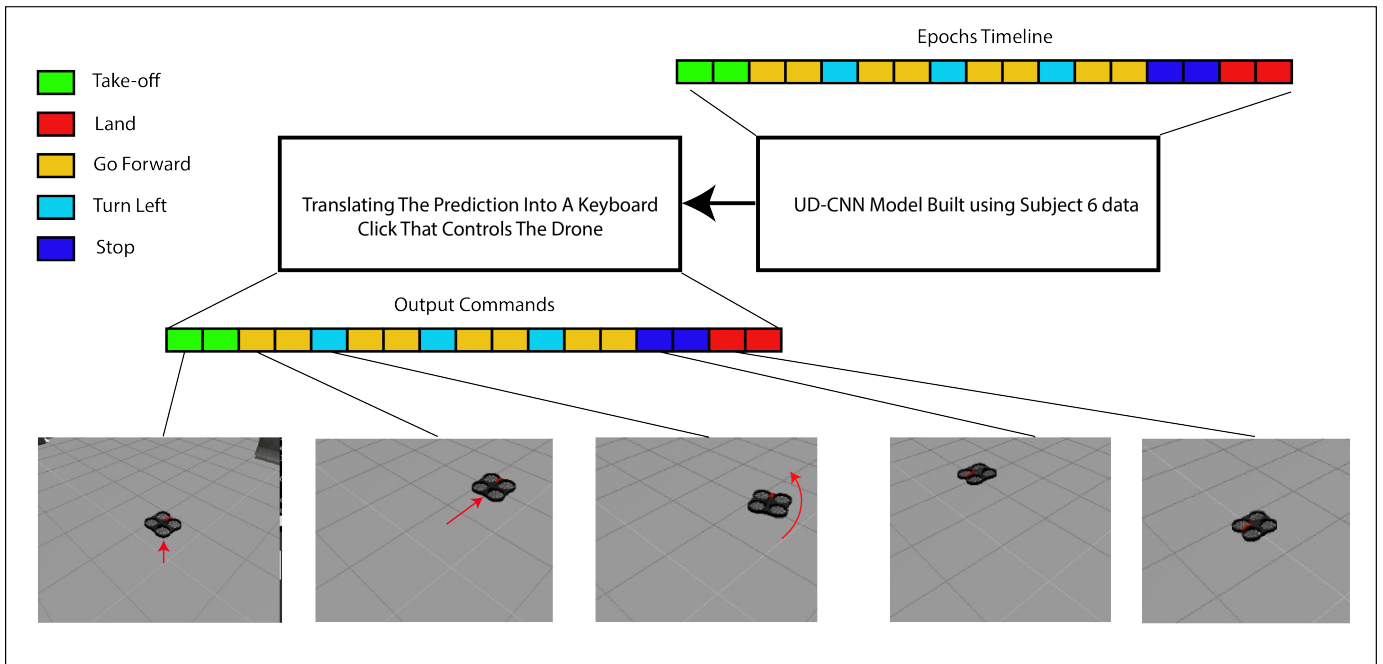 Epochs Timeline
Take-off
Land
Go Forward
Turn Left
Stop
Translating The Prediction Into A Keyboard
Click That Controls The Drone
UD-CNN Model Built using Subject 6 data
Output Commands